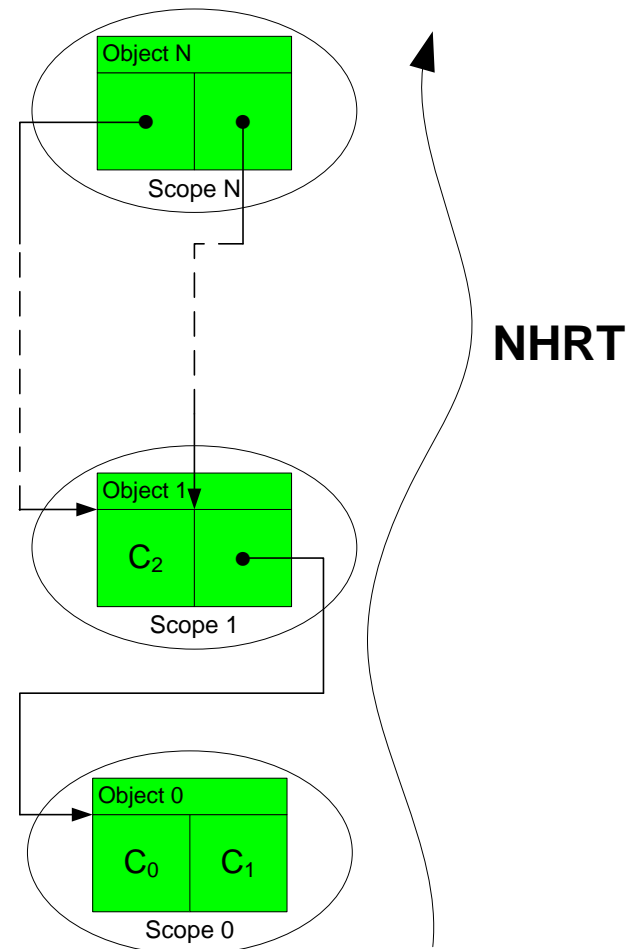 Object N
Scope N
NHRT
Object 1
C₂
Scope 1
Object 0
C₀ C₁
Scope 0